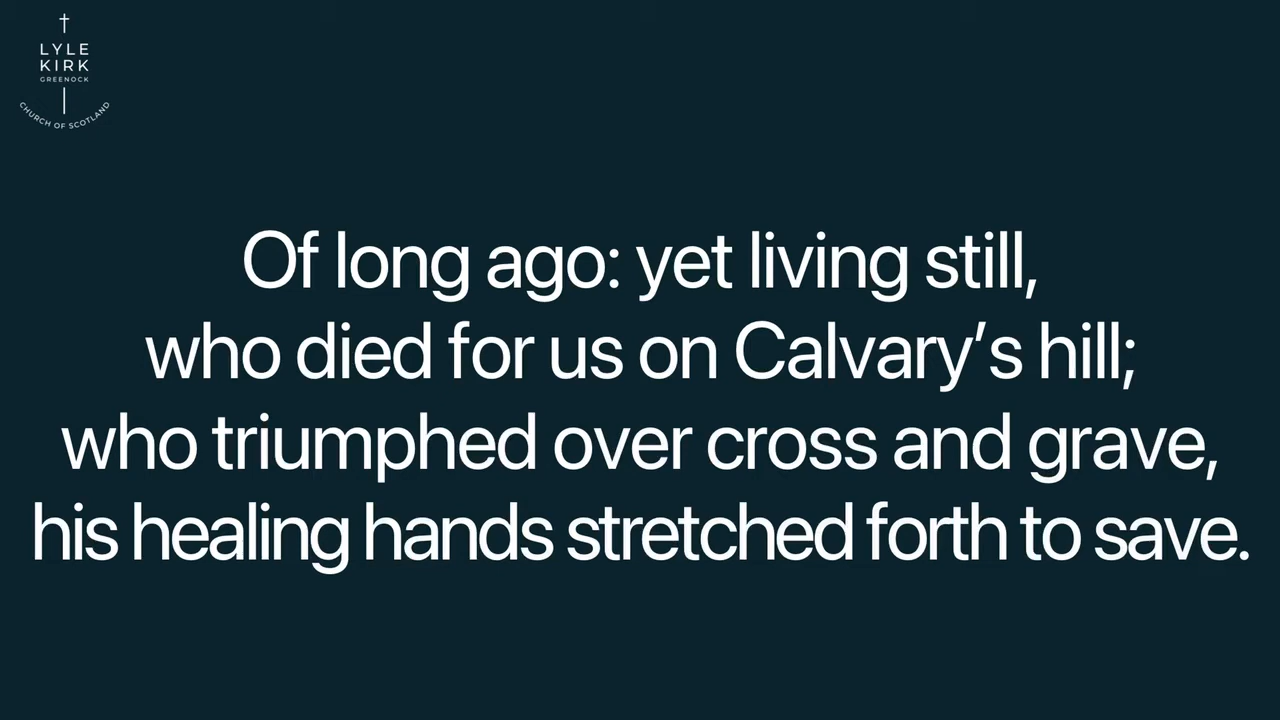 LYLE
KIRK
GREENOCK
CHURCH OF SCOTLAND
Of long ago: yet living still,
who died for us on Calvary’s hill;
who triumphed over cross and grave,
his healing hands stretched forth to save.